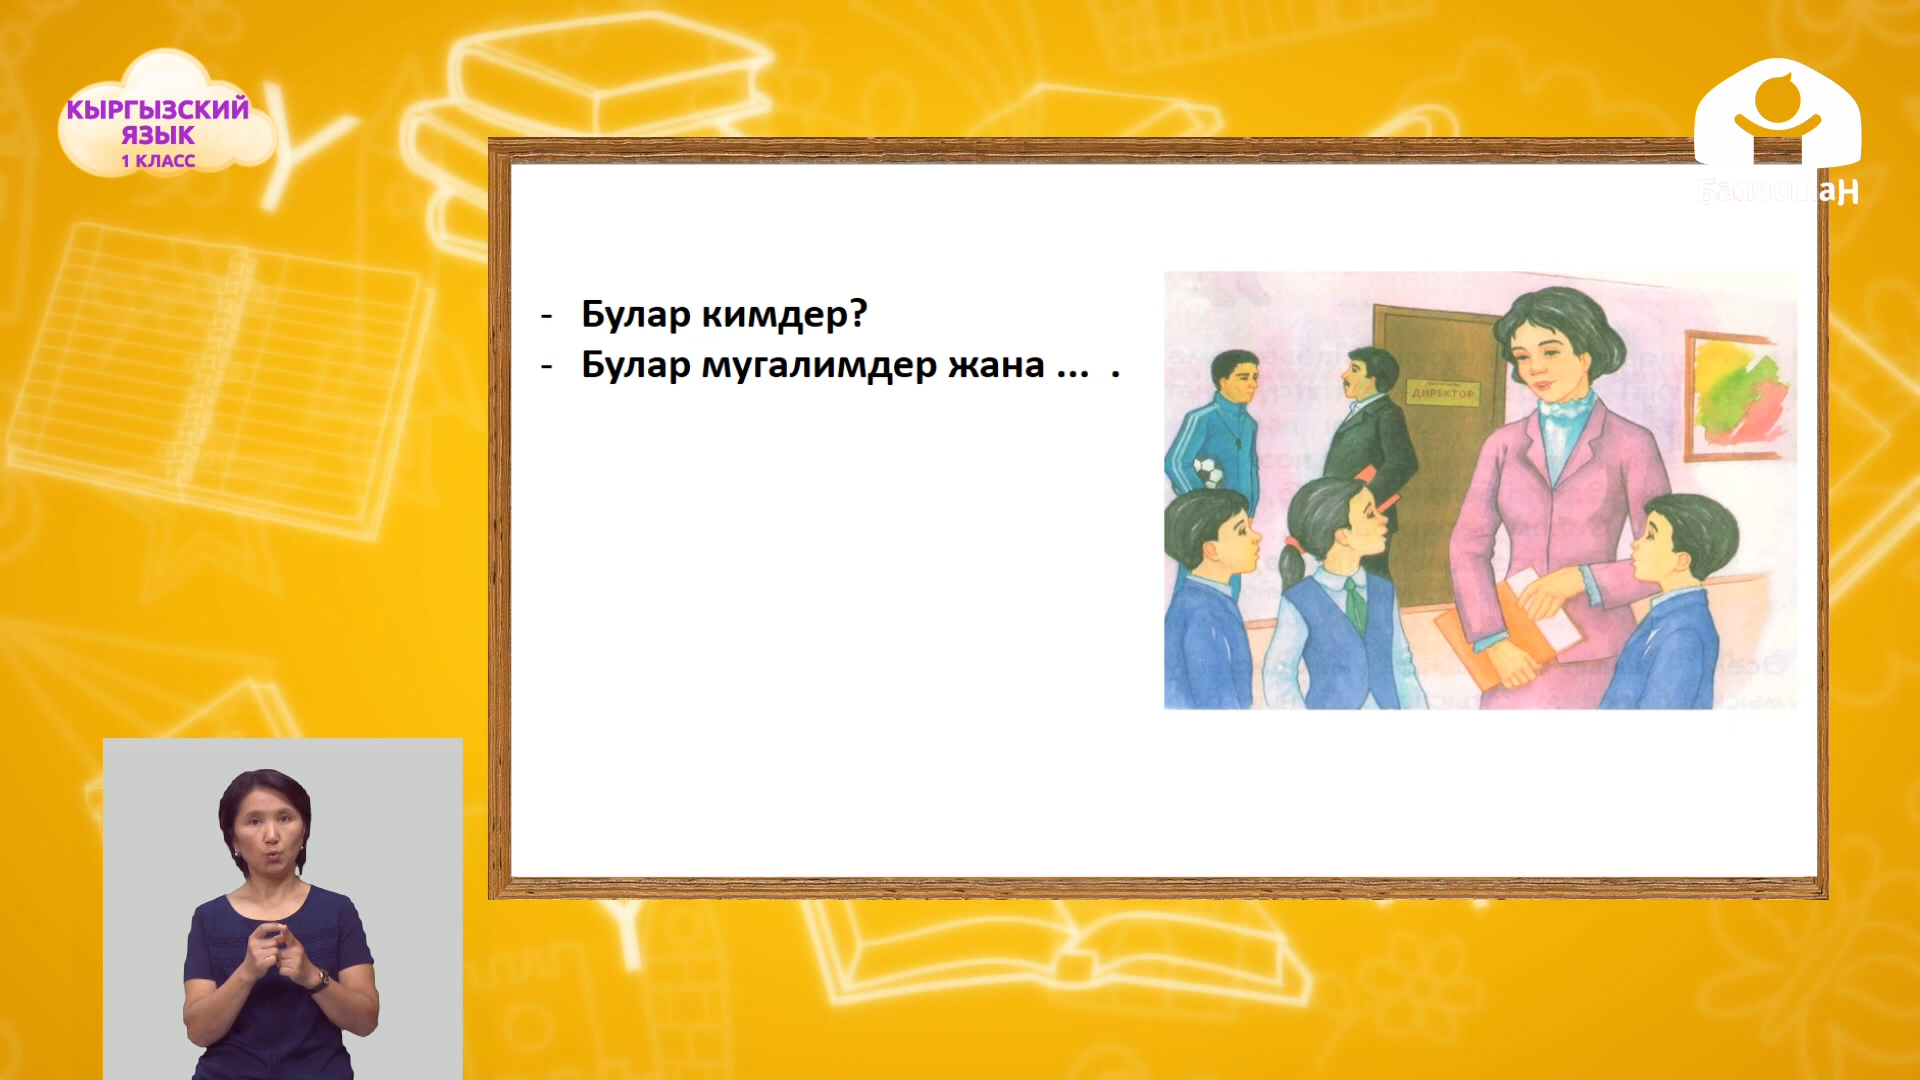 КЫРГЫЗСКИЙ
ЯЗЫК
1 КЛАСС
Баластан
- Булар кимдер?
- Булар мугалимдер жана ... .
ДИРЕКТОР